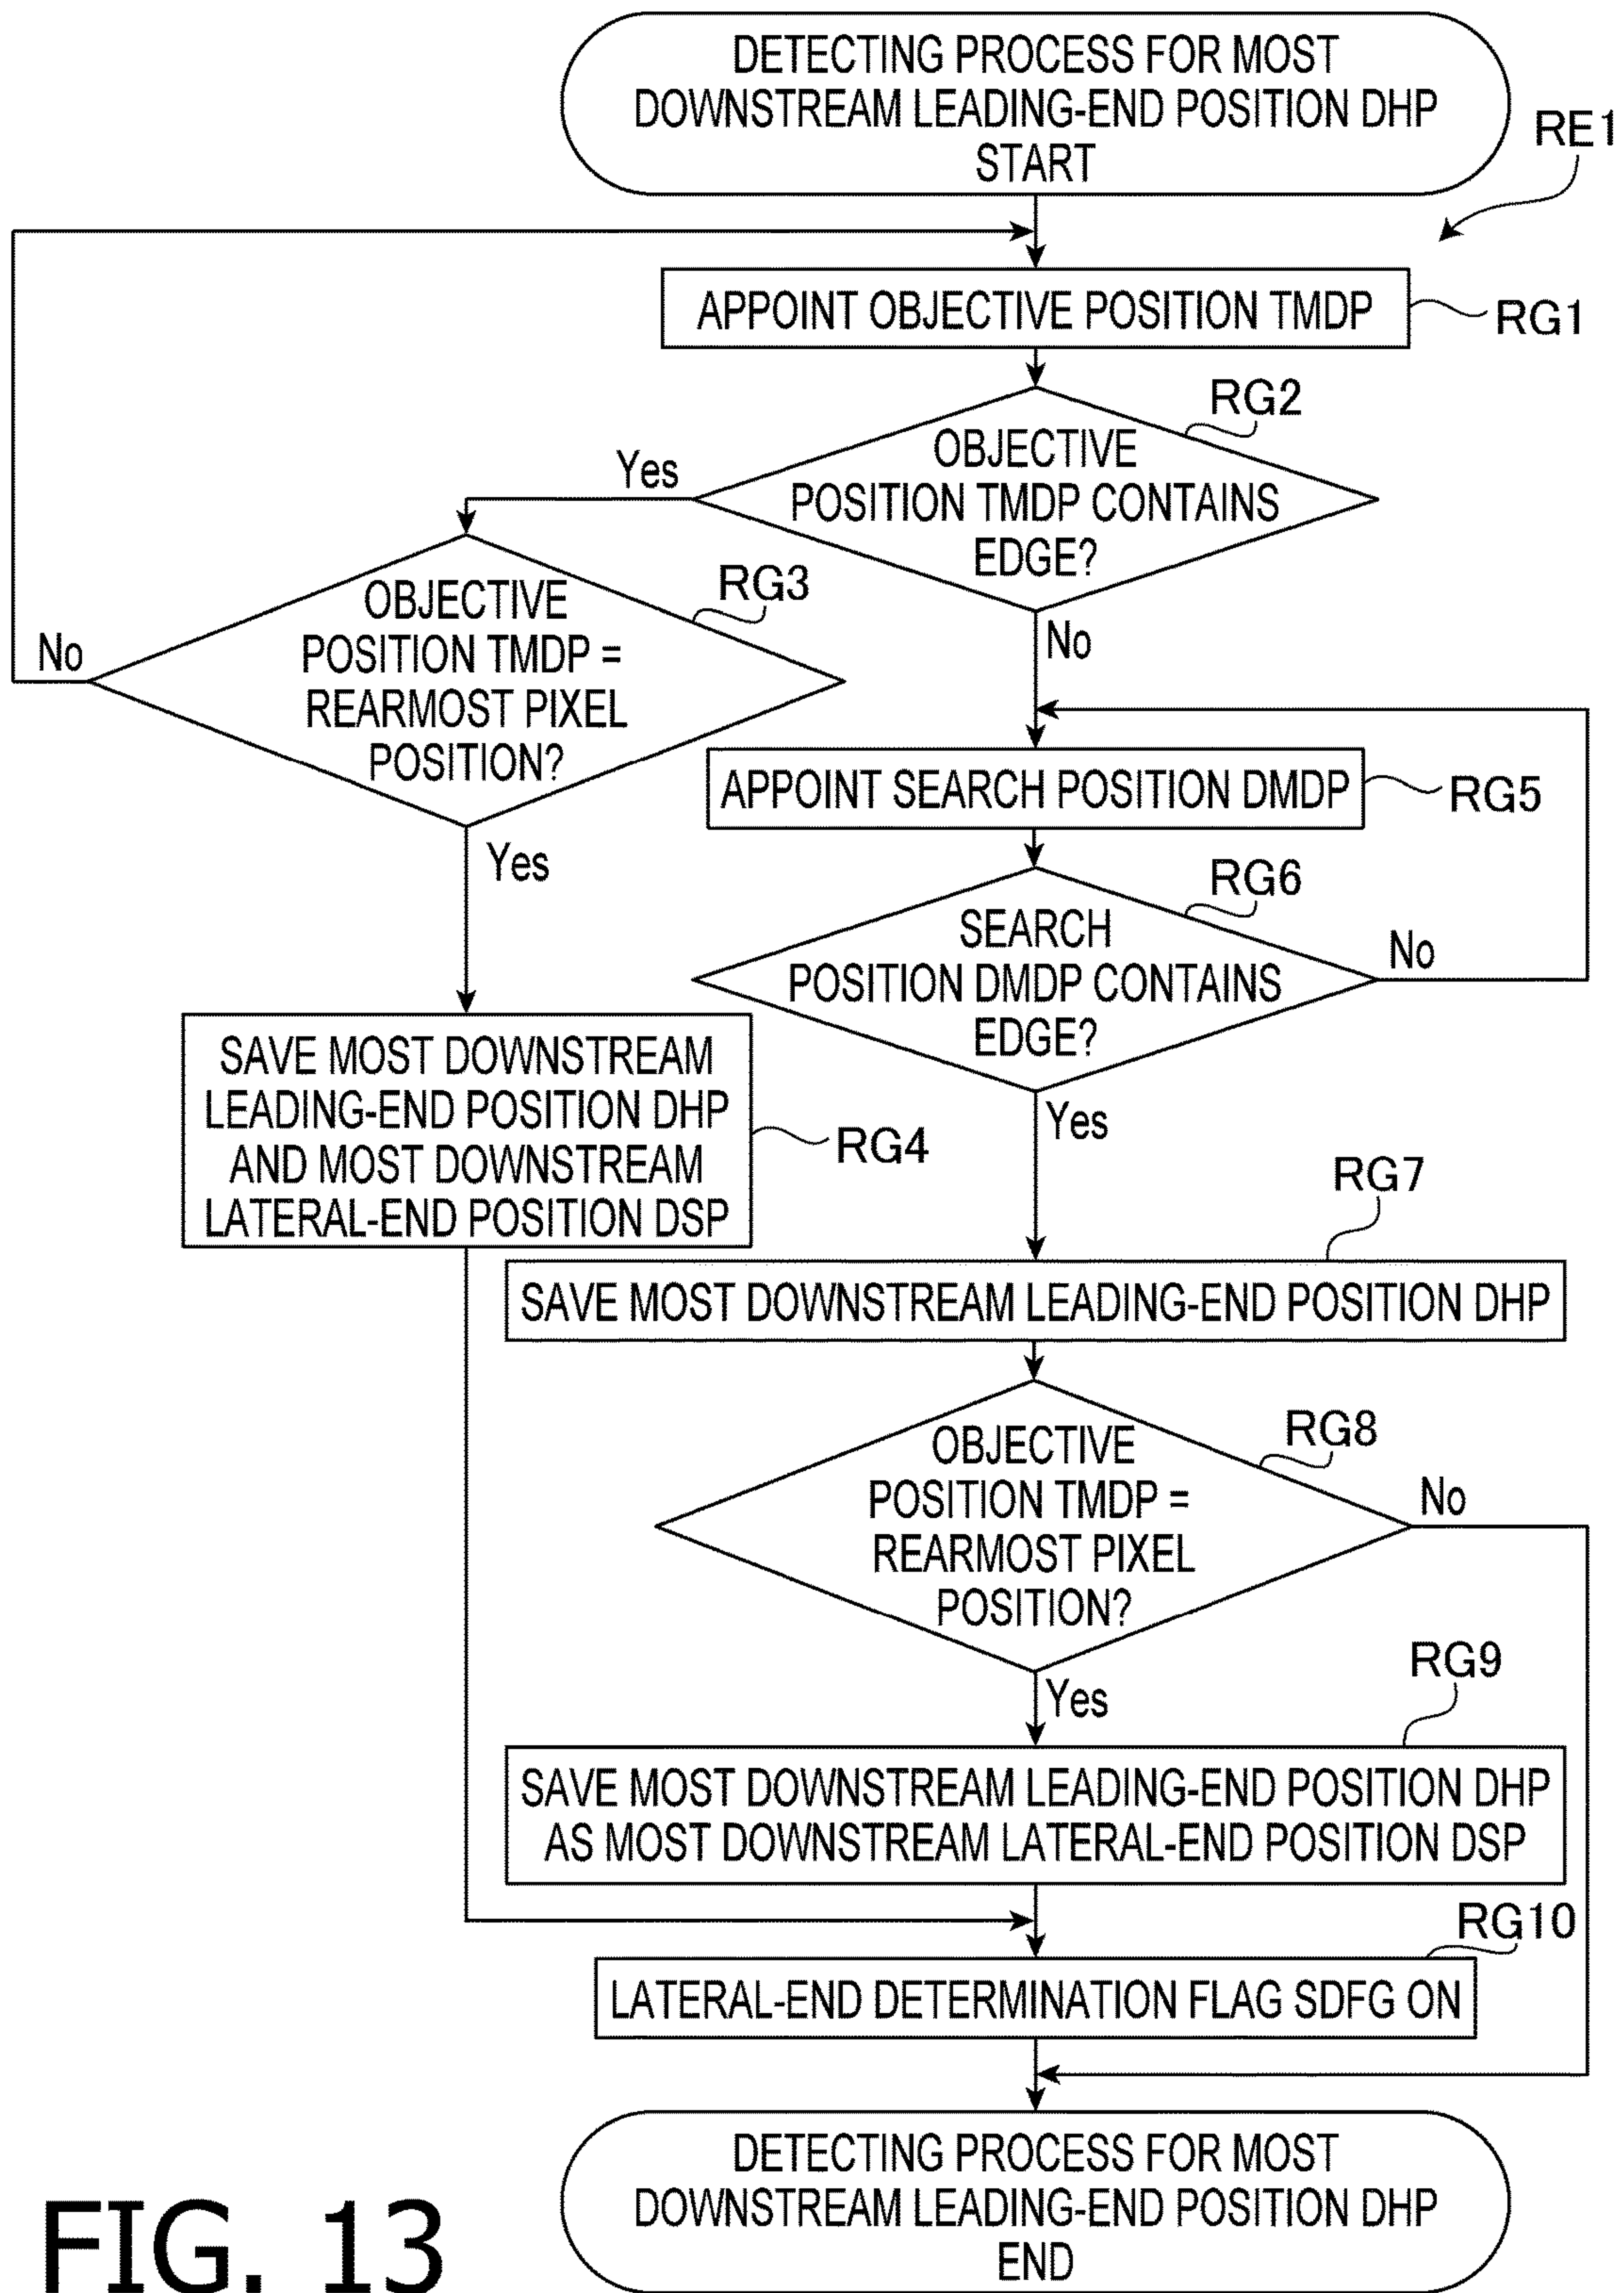 DETECTING PROCESS FOR MOST
DOWNSTREAM LEADING-END POSITION DHP
START
RE1
APPOINT OBJECTIVE POSITION TMDP
RG1
RG2
OBJECTIVE
POSITION TMDP CONTAINS
EDGE?
Yes
No
RG3
OBJECTIVE
POSITION TMDP =
REARMOST PIXEL
POSITION?
No
Yes
APPOINT SEARCH POSITION DMDP
RG5
RG6
SEARCH
POSITION DMDP CONTAINS
EDGE?
No
Yes
SAVE MOST DOWNSTREAM
LEADING-END POSITION DHP
AND MOST DOWNSTREAM
LATERAL-END POSITION DSP
RG4
RG7
SAVE MOST DOWNSTREAM LEADING-END POSITION DHP
RG8
OBJECTIVE
POSITION TMDP =
REARMOST PIXEL
POSITION?
No
Yes
RG9
SAVE MOST DOWNSTREAM LEADING-END POSITION DHP
AS MOST DOWNSTREAM LATERAL-END POSITION DSP
RG10
LATERAL-END DETERMINATION FLAG SDFG ON
DETECTING PROCESS FOR MOST
DOWNSTREAM LEADING-END POSITION DHP
END
FIG. 13